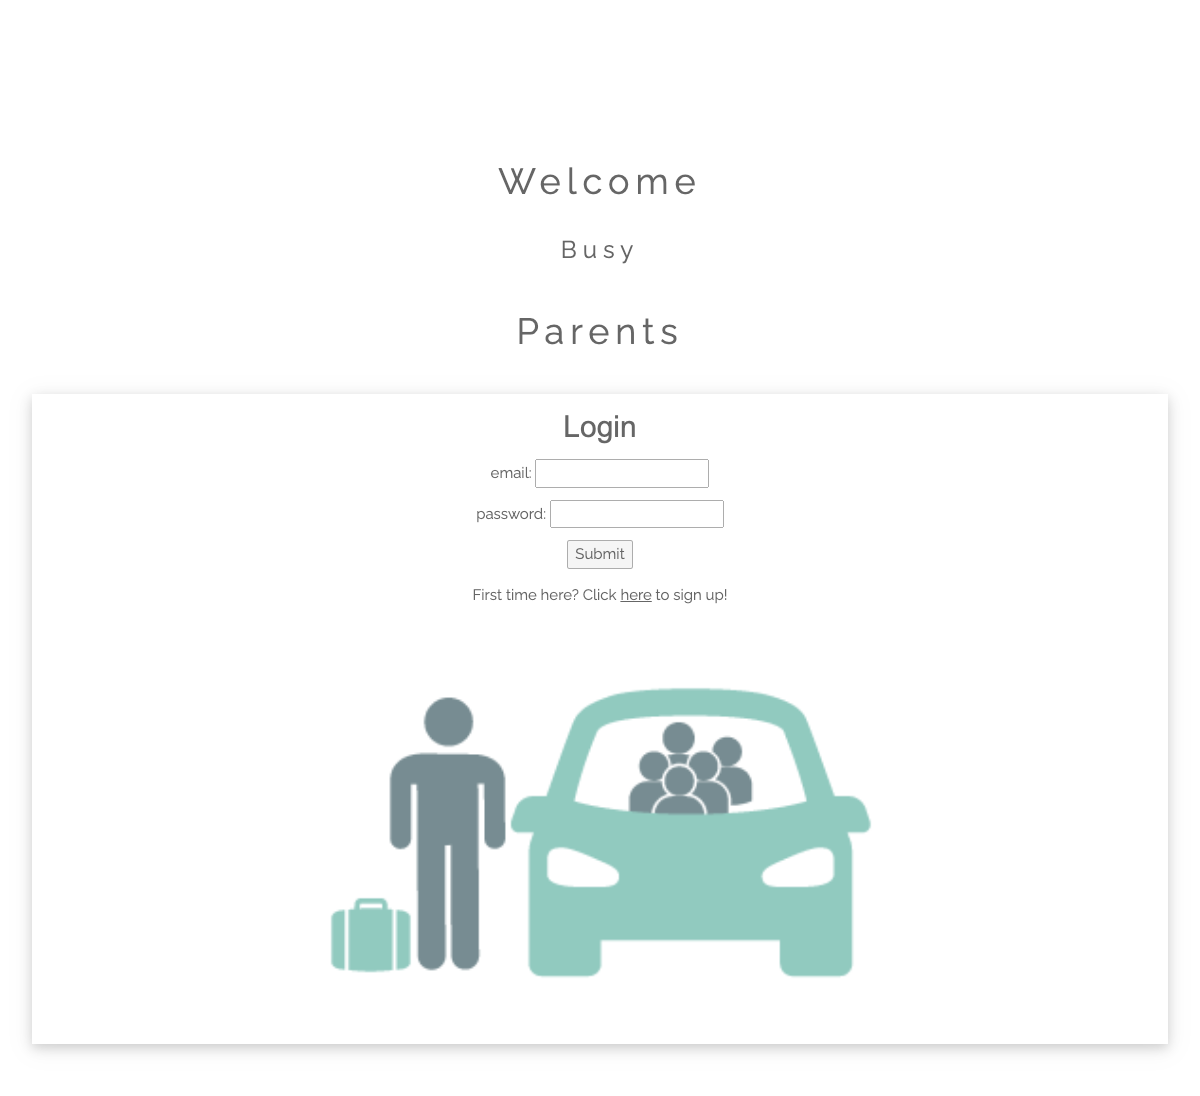 Welcome
Busy
Parents
Login
email:
password:
Submit
First time here? Click here to sign up!